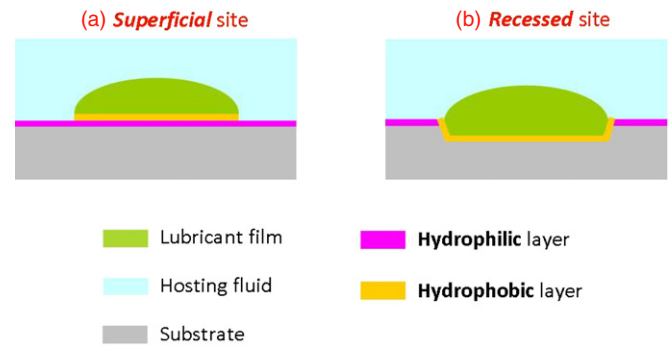 (a) Superficial site
(b) Recessed site
Lubricant film
Hydrophilic layer
Hosting fluid
Hydrophobic layer
Substrate